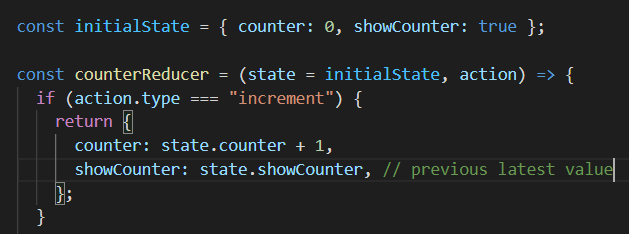 const initialState = { counter: 0, showCounter: true };
const counterReducer = (state = initialState, action) => {
if (action.type === "increment") {
return {
counter: state.counter + 1,
showCounter: state.showCounter, // previous latest value
};
}